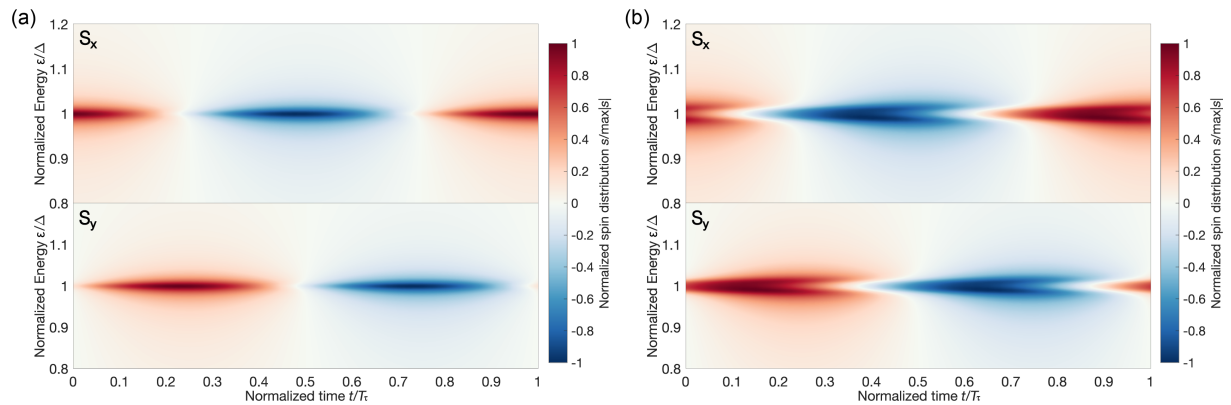 (a)
1.2
1.1
1
0.9
0.8
Normalized Energy ε/Δ
Sx
1.1
1
0.9
0.8
Normalized Energy ε/Δ
Sy
0 0.1 0.2 0.3 0.4 0.5 0.6 0.7 0.8 0.9 1
Normalized time t/Tτ
1
0.8
0.6
0.4
0.2
0
-0.2
-0.4
-0.6
-0.8
-1
Normalized spin distribution s/max|s|
(b)
1.2
1.1
1
0.9
0.8
Normalized Energy ε/Δ
Sx
1.1
1
0.9
0.8
Normalized Energy ε/Δ
Sy
0 0.1 0.2 0.3 0.4 0.5 0.6 0.7 0.8 0.9 1
Normalized time t/Tτ
1
0.8
0.6
0.4
0.2
0
-0.2
-0.4
-0.6
-0.8
-1
Normalized spin distribution s/max|s|